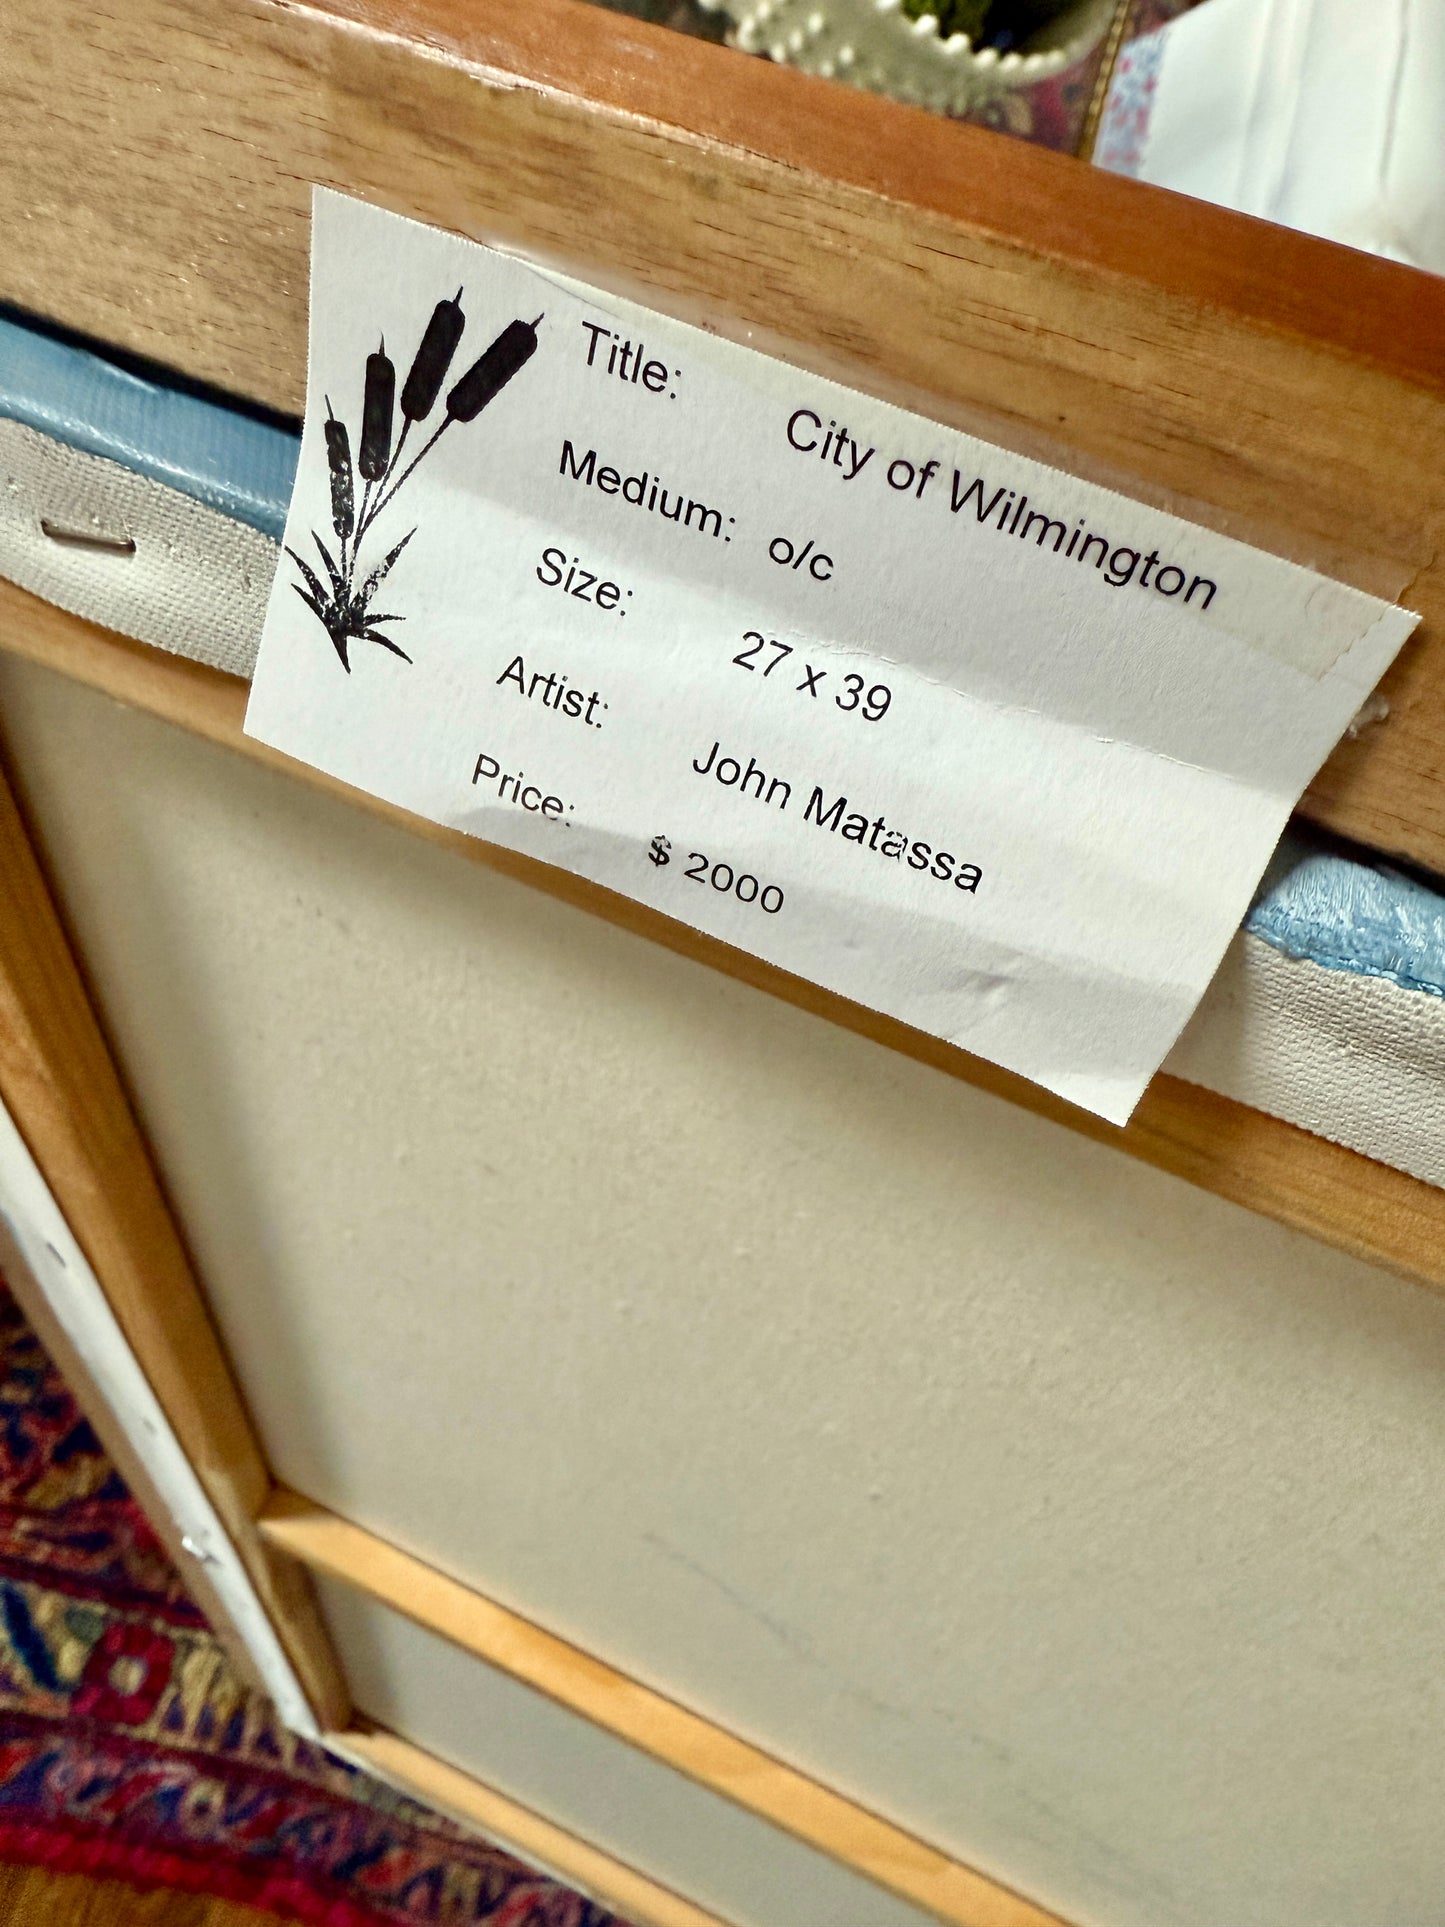 Title: City of Wilmington
Medium: o/c
Size: 27 x 39
Artist: John Matassa
Price: $ 2000